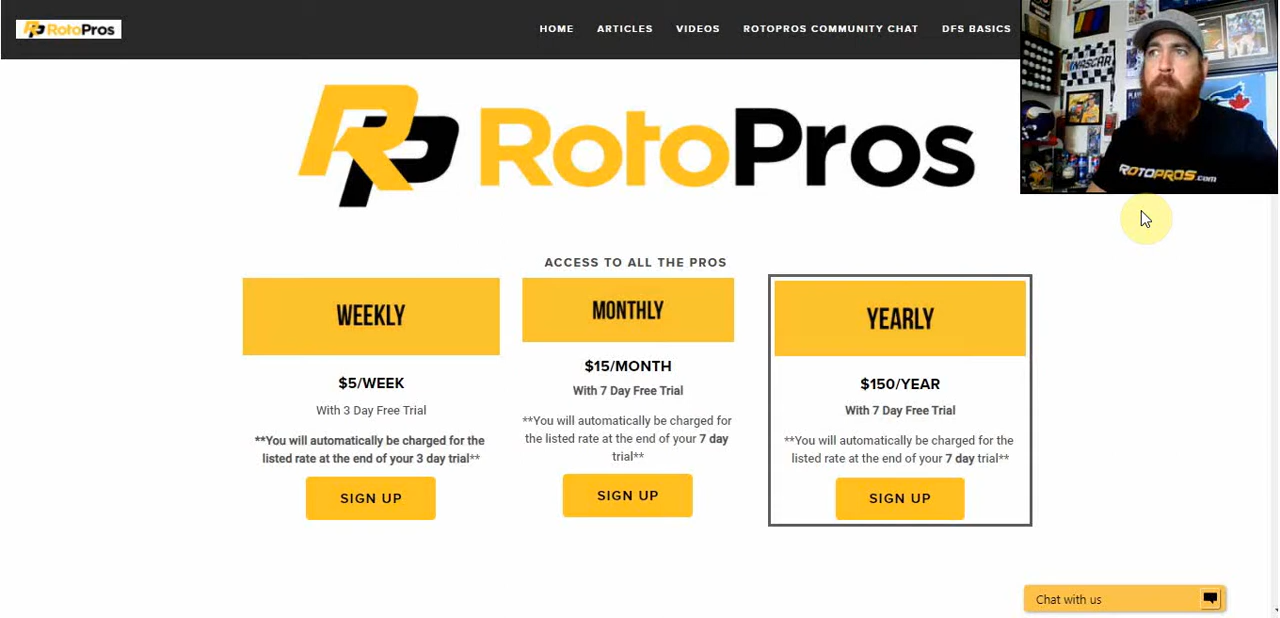 RP RotoPros
HOME ARTICLES VIDEOS ROTOPROS COMMUNITY CHAT DFS BASICS
NASCAR
ROTOPROS.com
RP RotoPros
ACCESS TO ALL THE PROS
WEEKLY
$5/WEEK
With 3 Day Free Trial
**You will automatically be charged for the
listed rate at the end of your 3 day trial**
SIGN UP
MONTHLY
$15/MONTH
With 7 Day Free Trial
**You will automatically be charged for
the listed rate at the end of your 7 day
trial**
SIGN UP
YEARLY
$150/YEAR
With 7 Day Free Trial
**You will automatically be charged for the
listed rate at the end of your 7 day trial**
SIGN UP
Chat with us